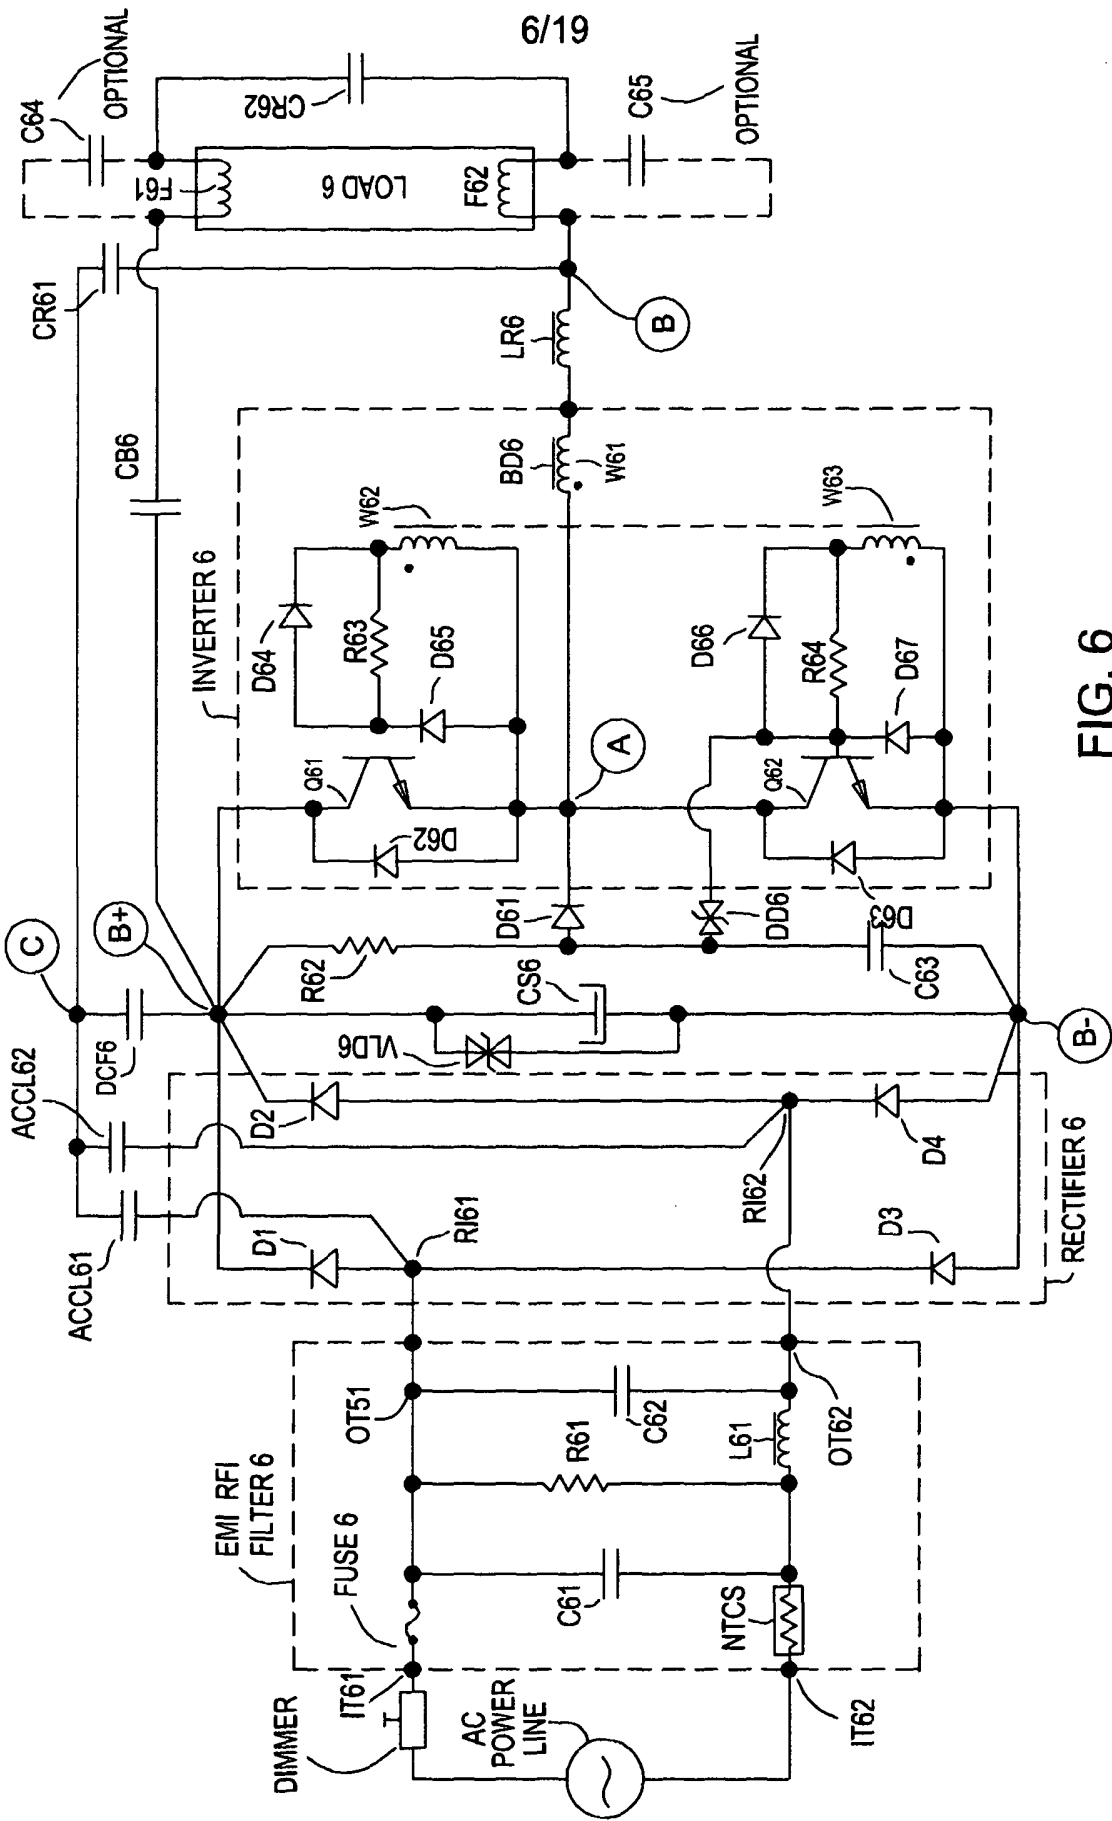 6/19
C64
OPTIONAL
CR62
F61
LOAD 6
F62
C65
OPTIONAL
CR61
LR6
B
CB6
INVERTER 6
W62
BD6
W61
W63
D64
R63
D65
D66
R64
D67
Q61
A
Q62
D62
D61
DD61
D63
C
B+
R62
CS6
C63
DCF6
VLD6
B-
ACCL62
D2
RI62
D4
ACCL61
D1
RI61
D3
RECTIFIER 6
EMI RFI
FILTER 6
OT51
C62
OT62
R61
L61
FUSE 6
C61
NTCS
IT61
IT62
DIMMER
AC
POWER
LINE
FIG. 6